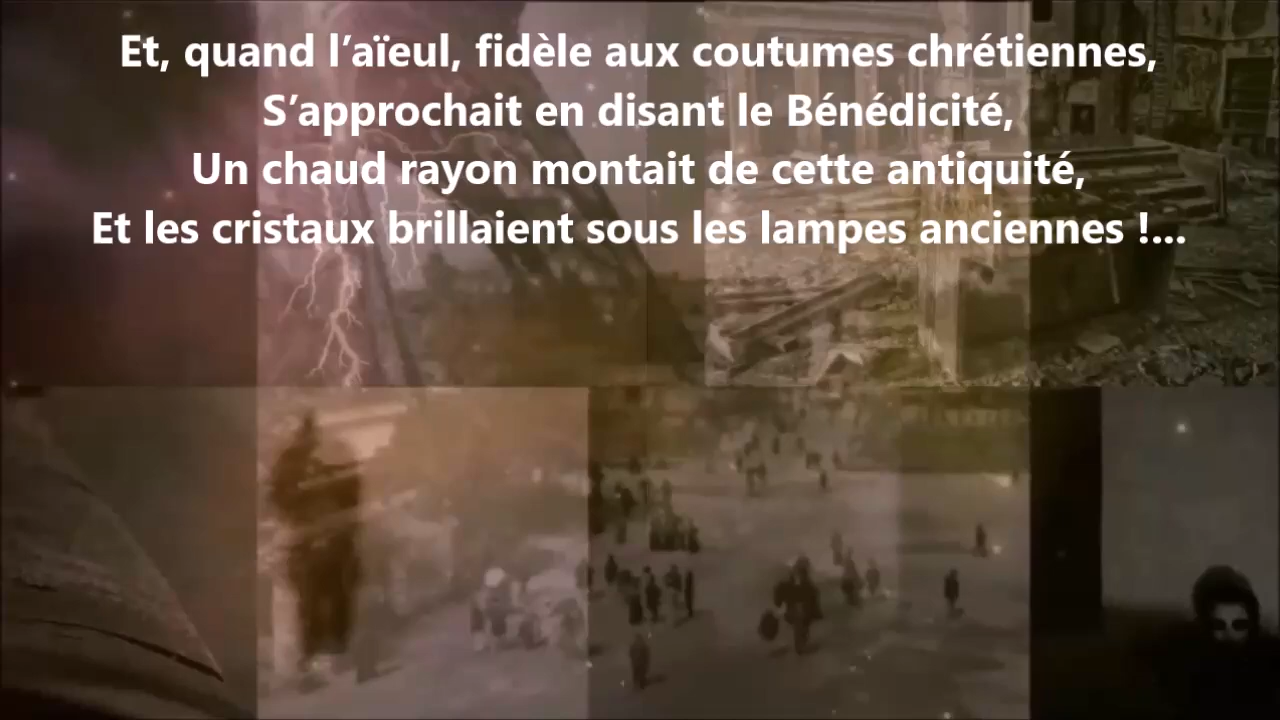 Et, quand l’aïeul, fidèle aux coutumes chrétiennes,
S’approchait en disant le Bénédicité,
Un chaud rayon montait de cette antiquité,
Et les cristaux brillaient sous les lampes anciennes !...